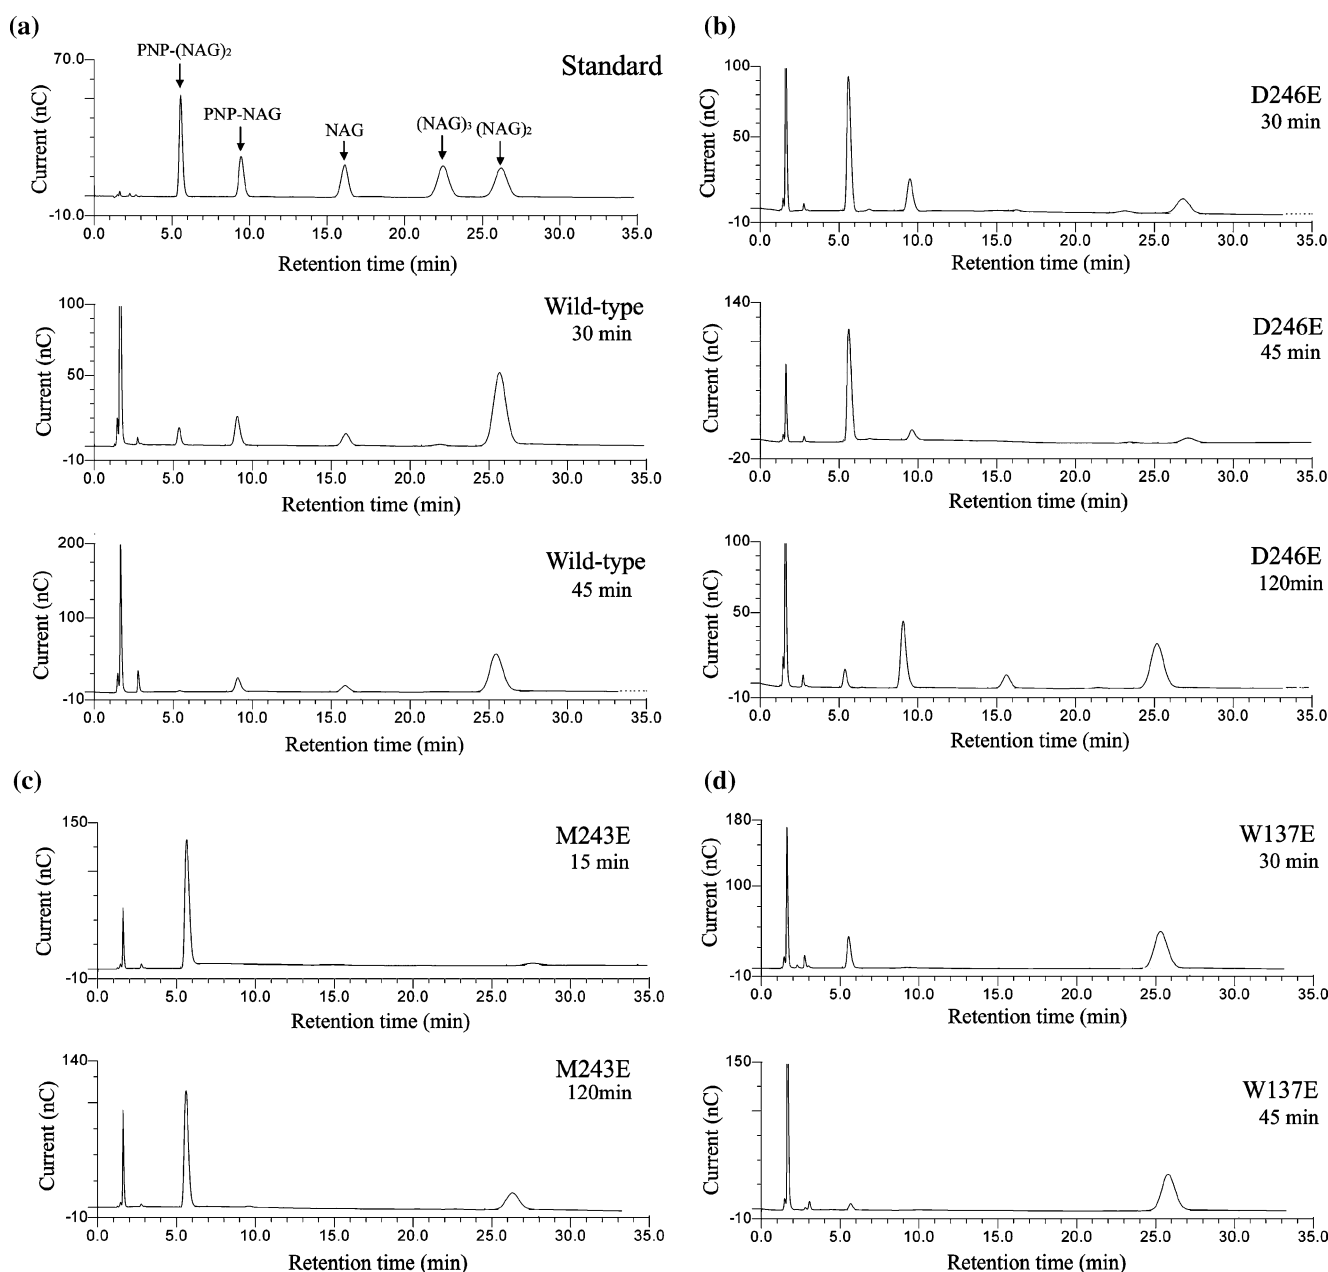 (a)
70.0
-10.0
Current (nC)
PNP-(NAG)2
PNP-NAG
NAG
(NAG)3
(NAG)2
Standard
0.0 5.0 10.0 15.0 20.0 25.0 30.0 35.0
Retention time (min)
100
50
-10
Current (nC)
Wild-type
30 min
0.0 5.0 10.0 15.0 20.0 25.0 30.0 35.0
Retention time (min)
200
100
-10
Current (nC)
Wild-type
45 min
0.0 5.0 10.0 15.0 20.0 25.0 30.0 35.0
Retention time (min)
(b)
100
50
-10
Current (nC)
D246E
30 min
0.0 5.0 10.0 15.0 20.0 25.0 30.0 35.0
Retention time (min)
140
-20
Current (nC)
D246E
45 min
0.0 5.0 10.0 15.0 20.0 25.0 30.0 35.0
Retention time (min)
100
50
-10
Current (nC)
D246E
120min
0.0 5.0 10.0 15.0 20.0 25.0 30.0 35.0
Retention time (min)
(c)
150
-10
Current (nC)
M243E
15 min
0.0 5.0 10.0 15.0 20.0 25.0 30.0 35.0
Retention time (min)
140
-10
Current (nC)
M243E
120min
0.0 5.0 10.0 15.0 20.0 25.0 30.0 35.0
Retention time (min)
(d)
180
100
-10
Current (nC)
W137E
30 min
0.0 5.0 10.0 15.0 20.0 25.0 30.0 35.0
Retention time (min)
150
-10
Current (nC)
W137E
45 min
0.0 5.0 10.0 15.0 20.0 25.0 30.0 35.0
Retention time (min)